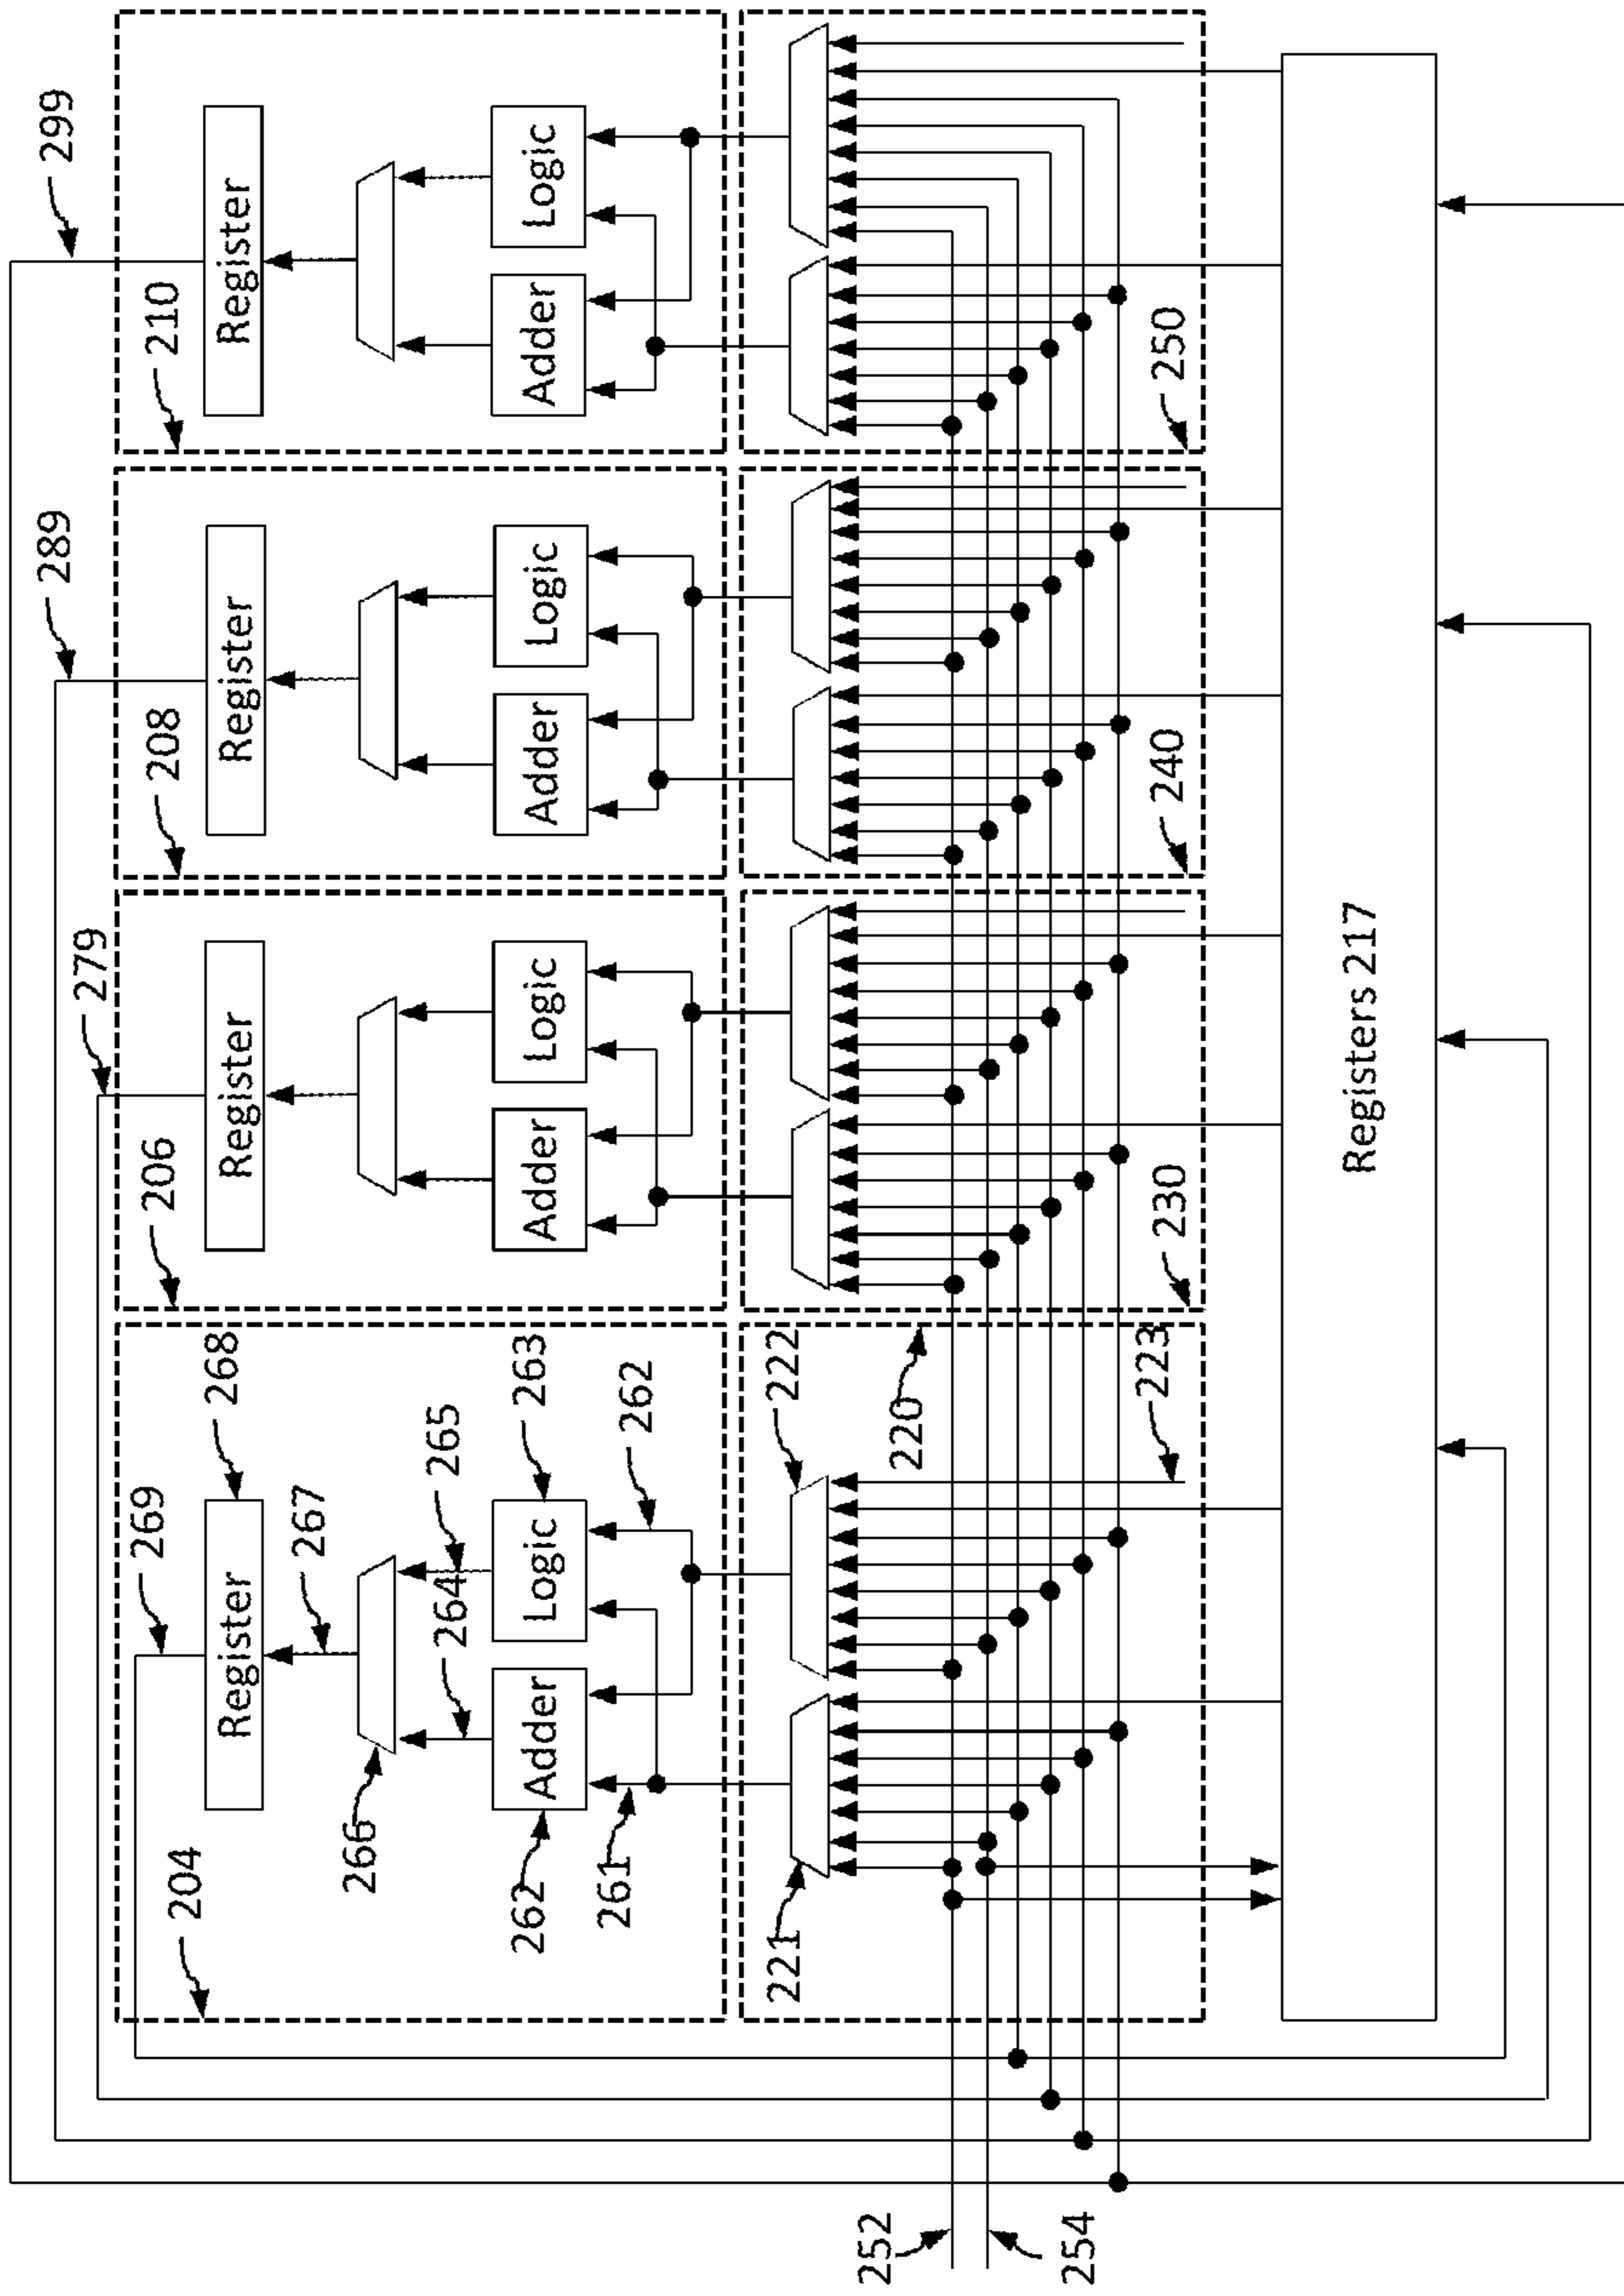 299
289
279
210
208
206
204
269
268
267
266
265
264
263
262
262
261
Register
Register
Register
Register
Adder
Logic
Adder
Logic
Adder
Logic
Adder
Logic
221
222
220
223
230
240
250
252
254
Registers 217